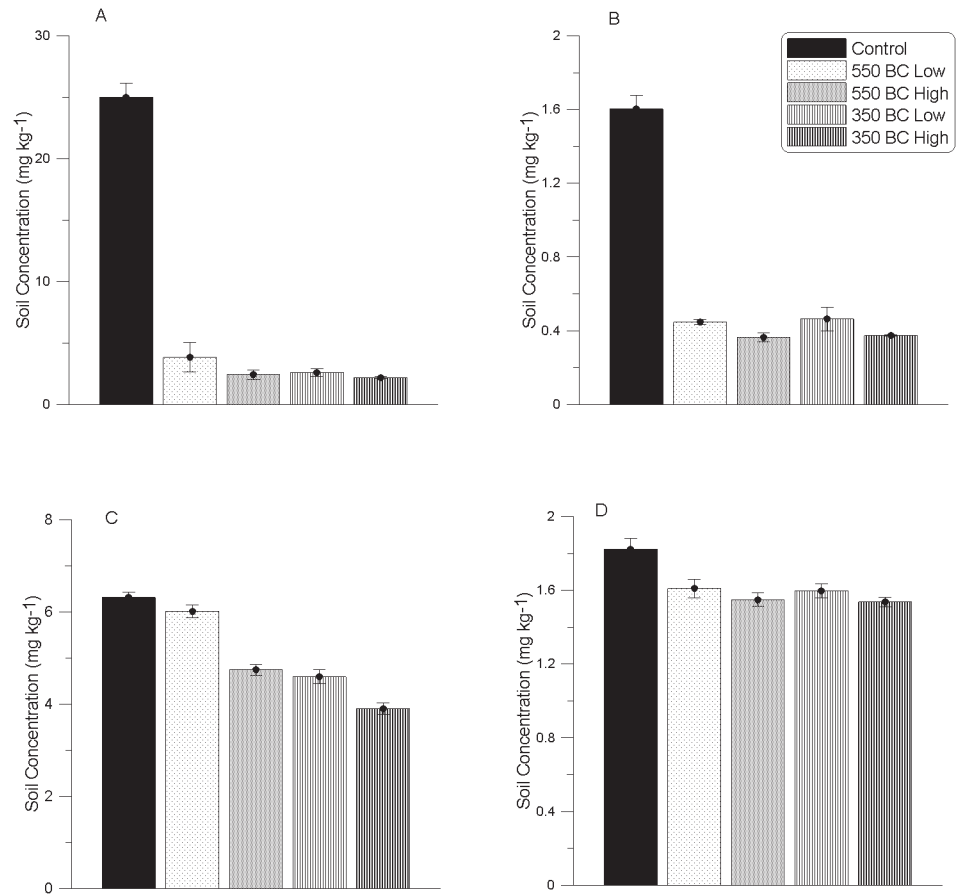 A
30
20
10
0
Soil Concentration (mg kg-1)
B
2
1.6
1.2
0.8
0.4
0
Soil Concentration (mg kg-1)
Control
550 BC Low
550 BC High
350 BC Low
350 BC High
C
8
6
4
2
0
Soil Concentration (mg kg-1)
D
2
1.6
1.2
0.8
0.4
0
Soil Concentration (mg kg-1)